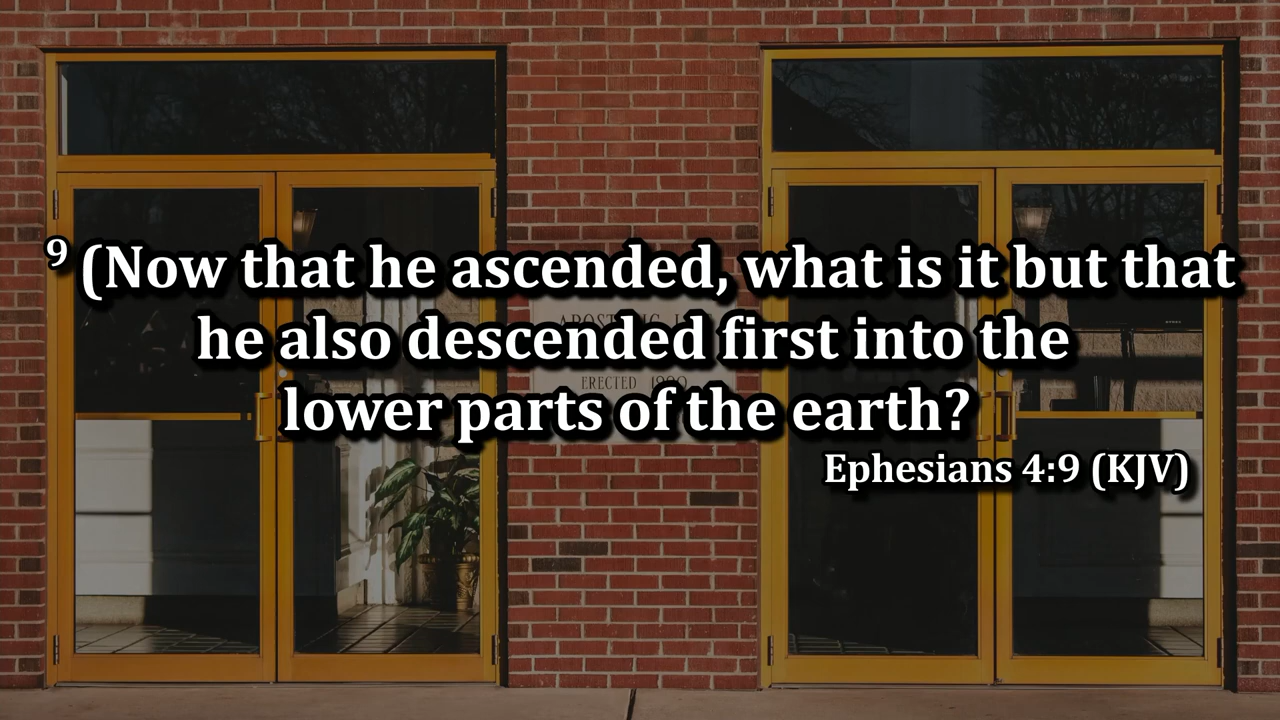 9 (Now that he ascended, what is it but that
he also descended first into the
lower parts of the earth?
Ephesians 4:9 (KJV)
ERECTED